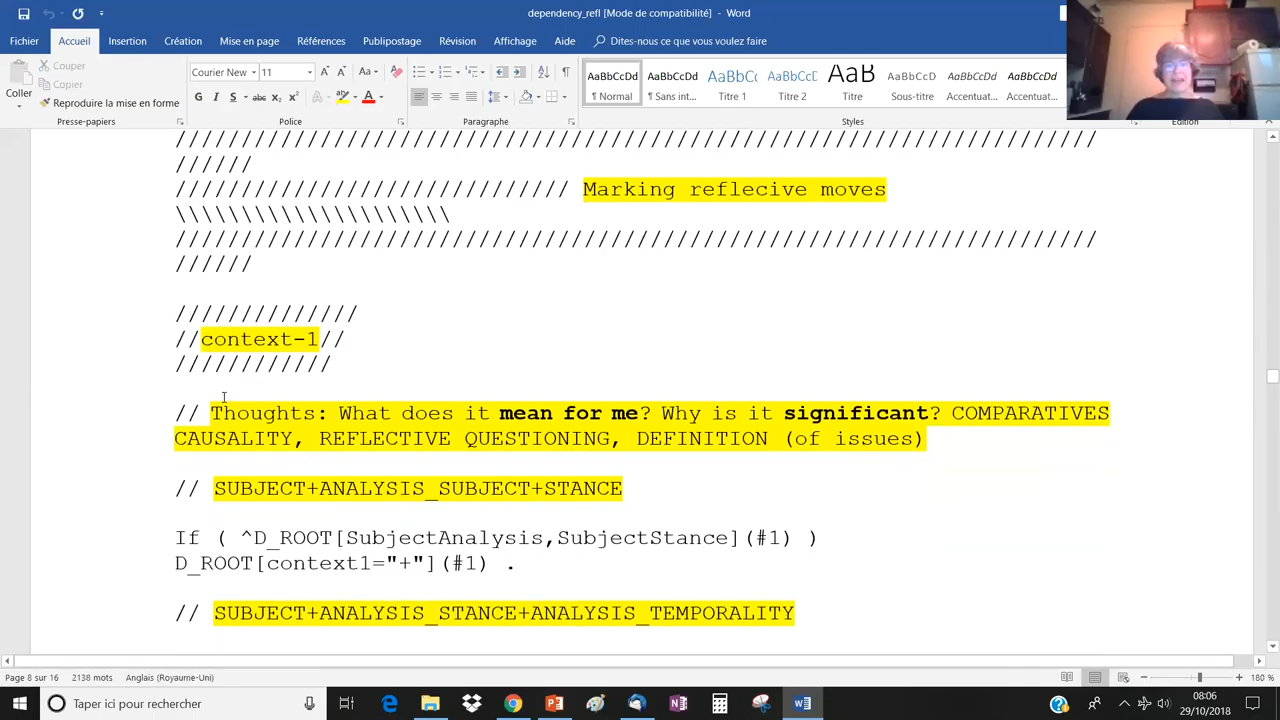 dependency_refl [Mode de compatibilité] - Word
Fichier Accueil Insertion Création Mise en page Références Publipostage Révision Affichage Aide Dites-nous ce que vous voulez faire
Couper
Copier
Coller
Reproduire la mise en forme
Courier New 11
Aa
G I S abc x₂ x²
AaBbCcDd AaBbCcDd AaBbCc AaBbCcC AaB AaBbCcD AaBbCcDd AaBbCcDd
¶ Normal ¶ Sans int... Titre 1 Titre 2 Titre Sous-titre Accentuat... Accentuat...
Presse-papiers Police Paragraphe Styles Edition
//////////////////////////////////////////////////////////////////////
//////
////////////////////////////// Marking reflecive moves
\\\\\\\\\\\\\\\\\\\\\
//////////////////////////////////////////////////////////////////////
//////
//////////////
//context-1//
////////////
// Thoughts: What does it mean for me? Why is it significant? COMPARATIVES
CAUSALITY, REFLECTIVE QUESTIONING, DEFINITION (of issues)
// SUBJECT+ANALYSIS_SUBJECT+STANCE
If ( ^D_ROOT[SubjectAnalysis,SubjectStance](#1) )
D_ROOT[context1="+"](#1) .
// SUBJECT+ANALYSIS_STANCE+ANALYSIS_TEMPORALITY
Page 8 sur 16 2138 mots Anglais (Royaume-Uni) 180 %
Taper ici pour rechercher
08:06
29/10/2018